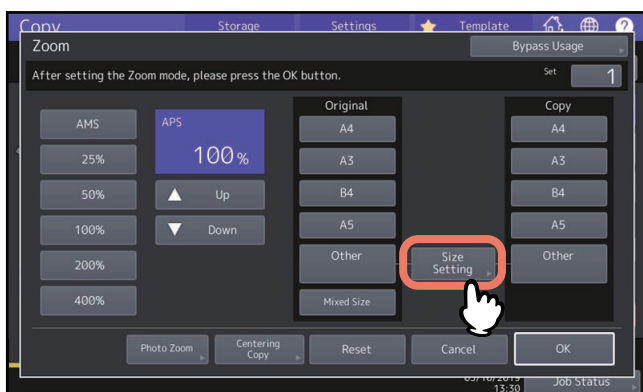 Copy
Storage
Settings
Template
?
Zoom
Bypass Usage
After setting the Zoom mode, please press the OK button.
Set 1
Original
Copy
AMS
APS
100 %
A4
A4
25%
A3
A3
50%
Up
B4
B4
100%
Down
A5
A5
200%
Other
Size
Setting
Other
400%
Mixed Size
Photo Zoom
Centering
Copy
Reset
Cancel
OK
13:30
Job Status